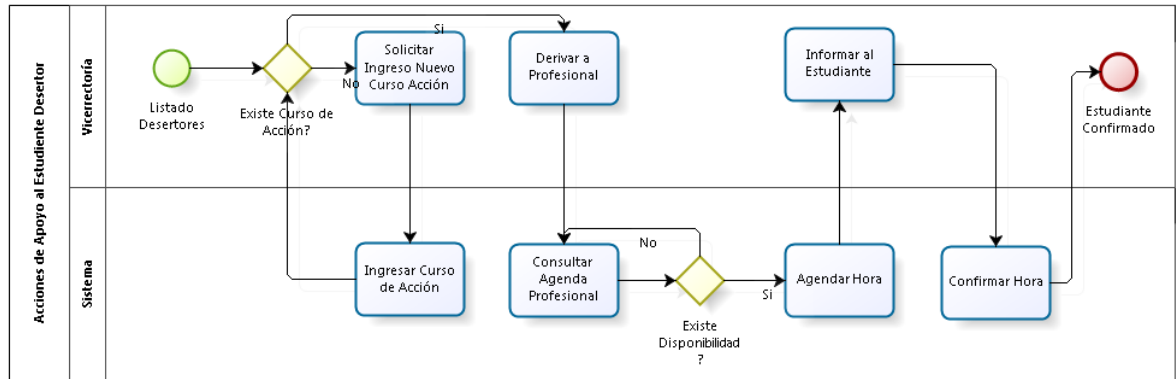 Acciones de Apoyo al Estudiente Desertor
Vicerrectoría
Listado
Desertores
Existe Curso de
Acción?
Si
No
Solicitar
Ingreso Nuevo
Curso Acción
Derivar a
Profesional
Informar al
Estudiante
Estudiante
Confirmado
Sistema
Ingresar Curso
de Acción
Consultar
Agenda
Profesional
No
Existe
Disponibilidad
?
Si
Agendar Hora
Confirmar Hora